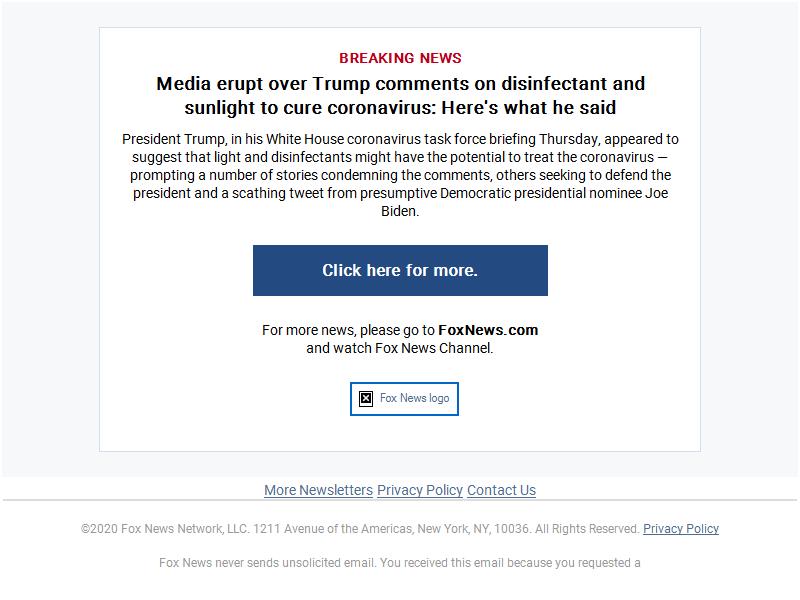 BREAKING NEWS
Media erupt over Trump comments on disinfectant and
sunlight to cure coronavirus: Here's what he said
President Trump, in his White House coronavirus task force briefing Thursday, appeared to
suggest that light and disinfectants might have the potential to treat the coronavirus —
prompting a number of stories condemning the comments, others seeking to defend the
president and a scathing tweet from presumptive Democratic presidential nominee Joe
Biden.
Click here for more.
For more news, please go to FoxNews.com
and watch Fox News Channel.
Fox News logo
More Newsletters Privacy Policy Contact Us
©2020 Fox News Network, LLC. 1211 Avenue of the Americas, New York, NY, 10036. All Rights Reserved. Privacy Policy
Fox News never sends unsolicited email. You received this email because you requested a